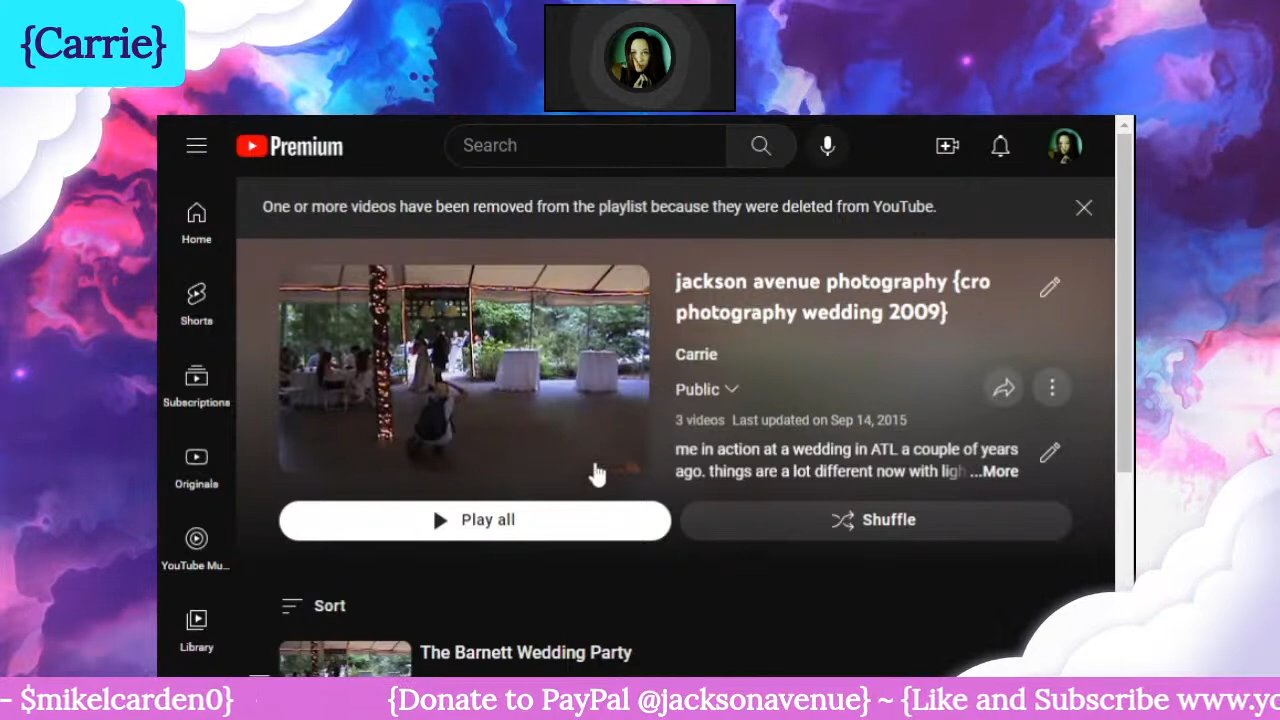 {Carrie}
Premium
Search
One or more videos have been removed from the playlist because they were deleted from YouTube.
Home
Shorts
Subscriptions
Originals
YouTube Mu...
Library
jackson avenue photography {cro
photography wedding 2009}
Carrie
Public
3 videos Last updated on Sep 14, 2015
me in action at a wedding in ATL a couple of years
ago. things are a lot different now with ligh ...More
Play all
Shuffle
Sort
The Barnett Wedding Party
- $mikelcarden0} {Donate to PayPal @jacksonavenue} ~ {Like and Subscribe www.yo